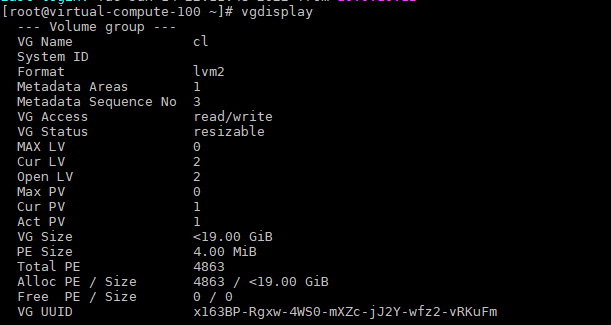 [root@virtual-compute-100 ~]# vgdisplay
--- Volume group ---
VG Name cl
System ID
Format lvm2
Metadata Areas 1
Metadata Sequence No 3
VG Access read/write
VG Status resizable
MAX LV 0
Cur LV 2
Open LV 2
Max PV 0
Cur PV 1
Act PV 1
VG Size <19.00 GiB
PE Size 4.00 MiB
Total PE 4863
Alloc PE / Size 4863 / <19.00 GiB
Free PE / Size 0 / 0
VG UUID x163BP-Rgxw-4WS0-mXZc-jJ2Y-wfz2-vRKuFm